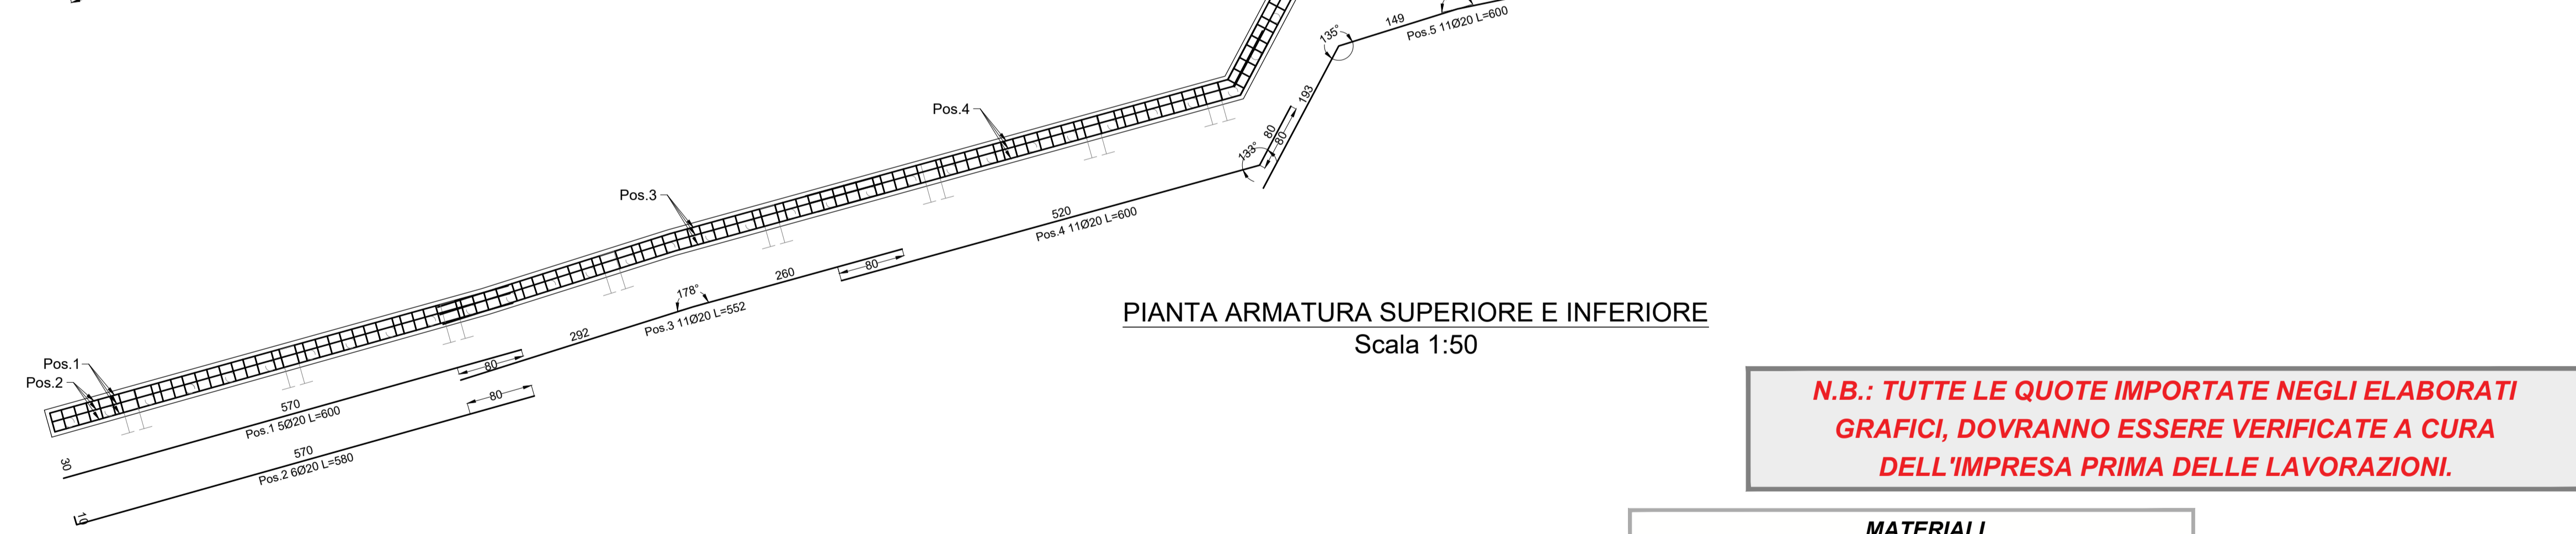 135°
149
Pos.5 11Ø20 L=600
193
80
80
133°
Pos.4
520
Pos.4 11Ø20 L=600
Pos.3
80
260
178°
292
Pos.3 11Ø20 L=552
PIANTA ARMATURA SUPERIORE E INFERIORE
Scala 1:50
Pos.1
Pos.2
80
570
Pos.1 5Ø20 L=600
30
80
570
Pos.2 6Ø20 L=580
10
N.B.: TUTTE LE QUOTE IMPORTATE NEGLI ELABORATI
GRAFICI, DOVRANNO ESSERE VERIFICATE A CURA
DELL'IMPRESA PRIMA DELLE LAVORAZIONI.
MATERIALI